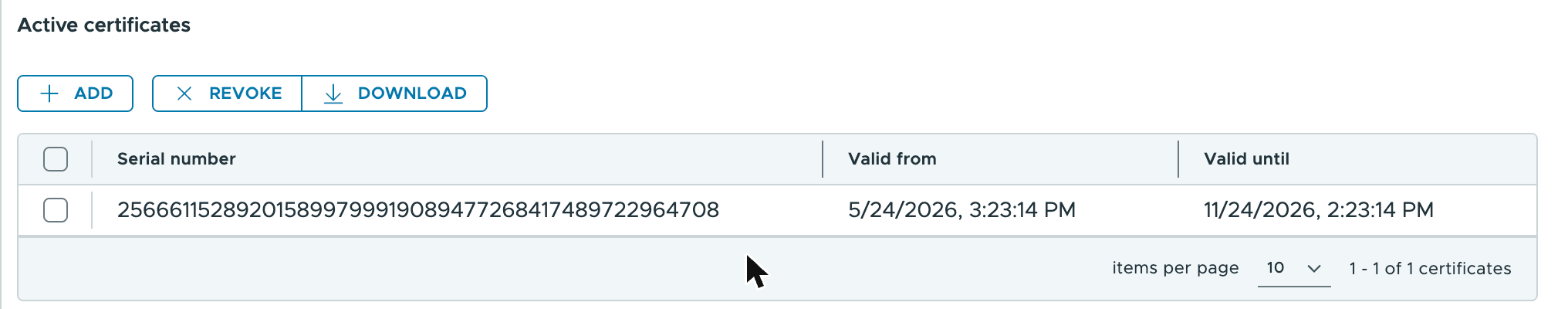 Active certificates
ADD REVOKE DOWNLOAD
Serial number Valid from Valid until
256661152892015899799919089477268417489722964708 5/24/2026, 3:23:14 PM 11/24/2026, 2:23:14 PM
items per page 10 1 - 1 of 1 certificates